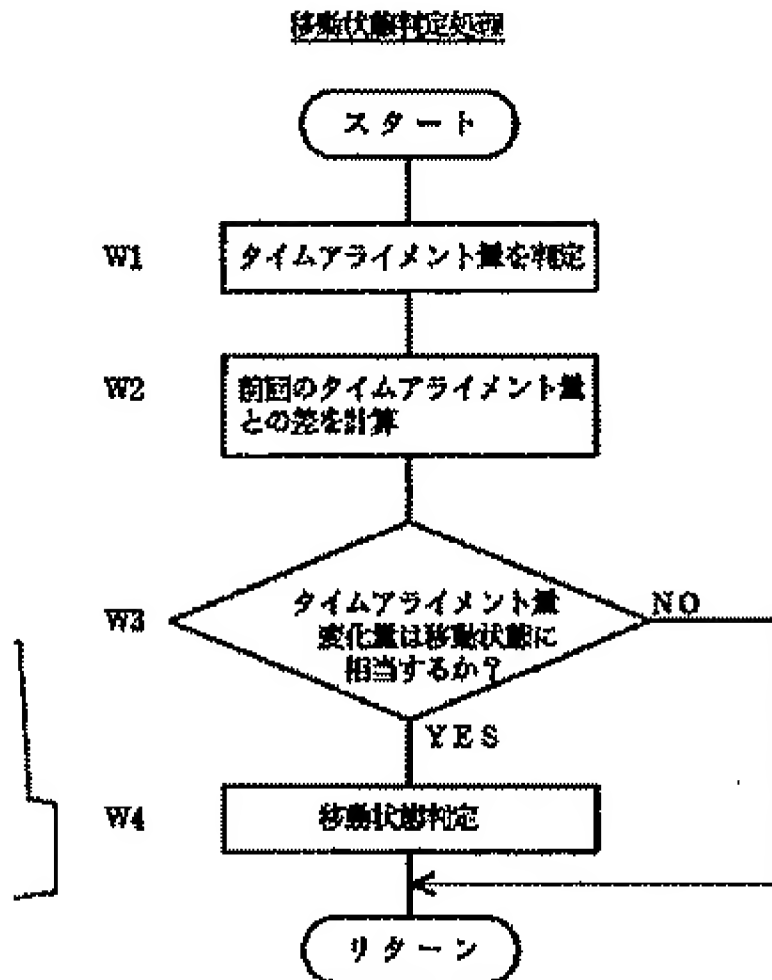 移動状態判定処理
スタート
W1
タイムアライメント量を判定
W2
前回のタイムアライメント量
との差を計算
W3
タイムアライメント量
変化量は移動状態に
相当するか？
NO
YES
W4
移動状態判定
リターン